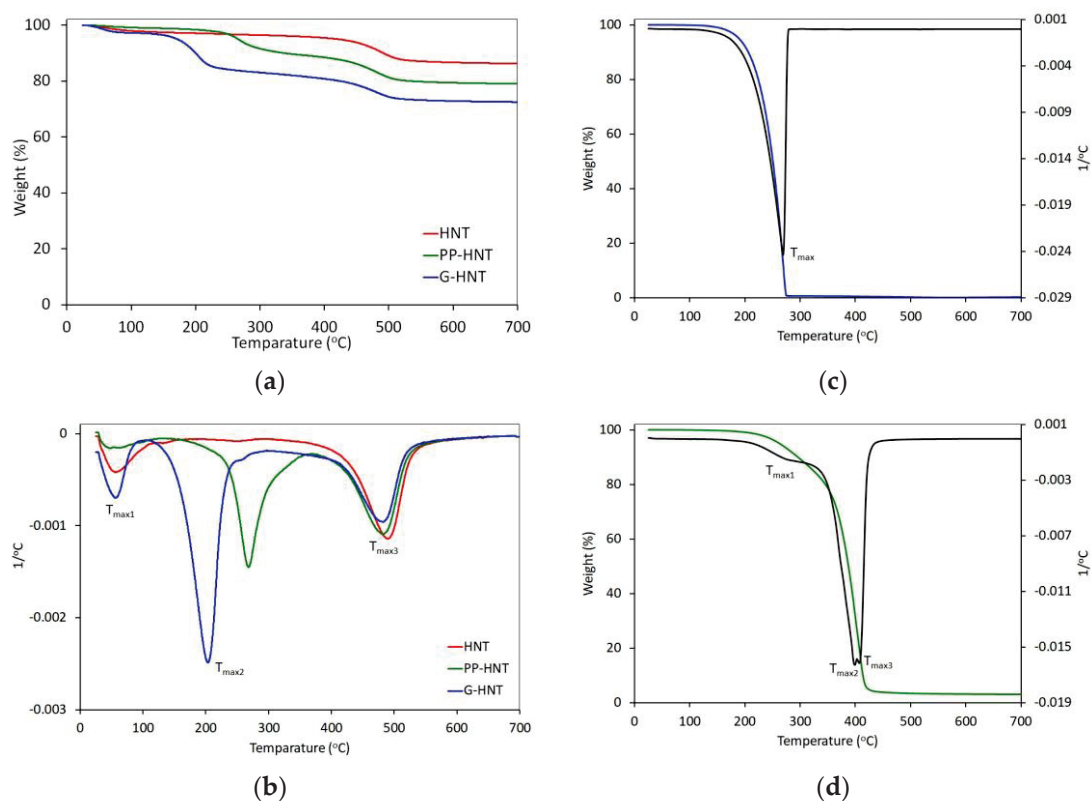 100
80
60
40
20
0
Weight (%)
HNT
PP-HNT
G-HNT
0 100 200 300 400 500 600 700
Temparature (°C)
(a)
100
80
60
40
20
0
Weight (%)
0.001
-0.004
-0.009
-0.014
-0.019
-0.024
-0.029
1/°C
Tmax
0 100 200 300 400 500 600 700
Temperature (°C)
(c)
0
-0.001
-0.002
-0.003
1/°C
Tmax1
Tmax2
Tmax3
HNT
PP-HNT
G-HNT
0 100 200 300 400 500 600 700
Temparature (°C)
(b)
100
80
60
40
20
0
Weight (%)
0.001
-0.003
-0.007
-0.011
-0.015
-0.019
1/°C
Tmax1
Tmax2
Tmax3
0 100 200 300 400 500 600 700
Temperature (°C)
(d)